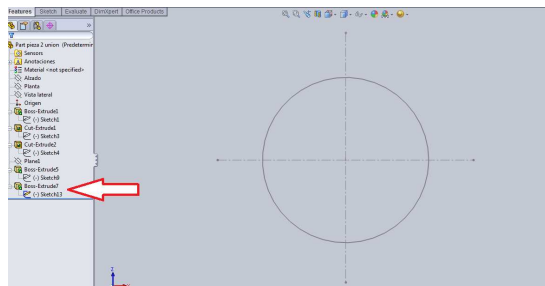 Features Sketch Evaluate DimXpert Office Products
»
Part pieza 2 union (Predetermin
Sensors
Anotaciones
Material <not specified>
Alzado
Planta
Vista lateral
Origen
Boss-Extrude1
(-) Sketch1
Cut-Extrude1
(-) Sketch3
Cut-Extrude2
(-) Sketch4
Plane1
Boss-Extrude5
(-) Sketch9
Boss-Extrude7
(-) Sketch13